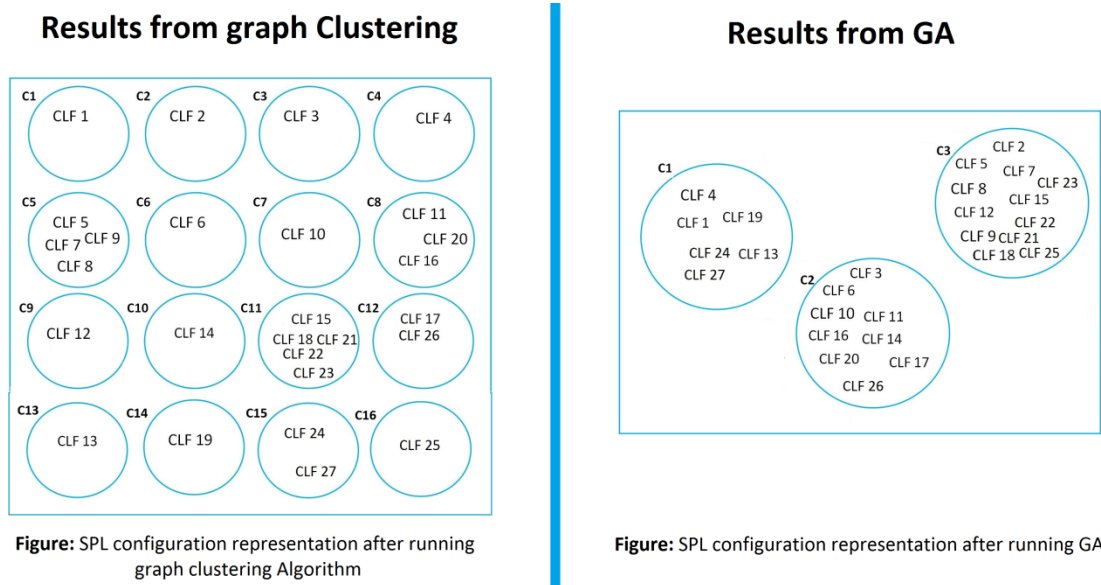 Results from graph Clustering
C1
CLF 1
C2
CLF 2
C3
CLF 3
C4
CLF 4
C5
CLF 5
CLF 7 CLF 9
CLF 8
C6
CLF 6
C7
CLF 10
C8
CLF 11
CLF 20
CLF 16
C9
CLF 12
C10
CLF 14
C11
CLF 15
CLF 18 CLF 21
CLF 22
CLF 23
C12
CLF 17
CLF 26
C13
CLF 13
C14
CLF 19
C15
CLF 24
CLF 27
C16
CLF 25
Figure: SPL configuration representation after running
graph clustering Algorithm
Results from GA
C1
CLF 4
CLF 1 CLF 19
CLF 24 CLF 13
CLF 27
C2
CLF 3
CLF 6
CLF 10 CLF 11
CLF 16 CLF 14
CLF 20 CLF 17
CLF 26
C3
CLF 2
CLF 5 CLF 7
CLF 8 CLF 23
CLF 15
CLF 12 CLF 22
CLF 9 CLF 21
CLF 18 CLF 25
Figure: SPL configuration representation after running GA